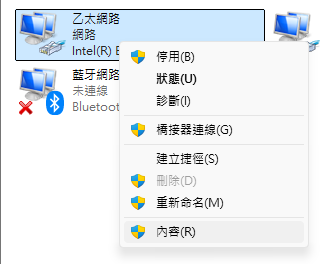 乙太網路
網路
Intel(R) E
藍牙網路
未連線
Bluetoot
停用(B)
狀態(U)
診斷(I)
橋接器連線(G)
建立捷徑(S)
刪除(D)
重新命名(M)
內容(R)